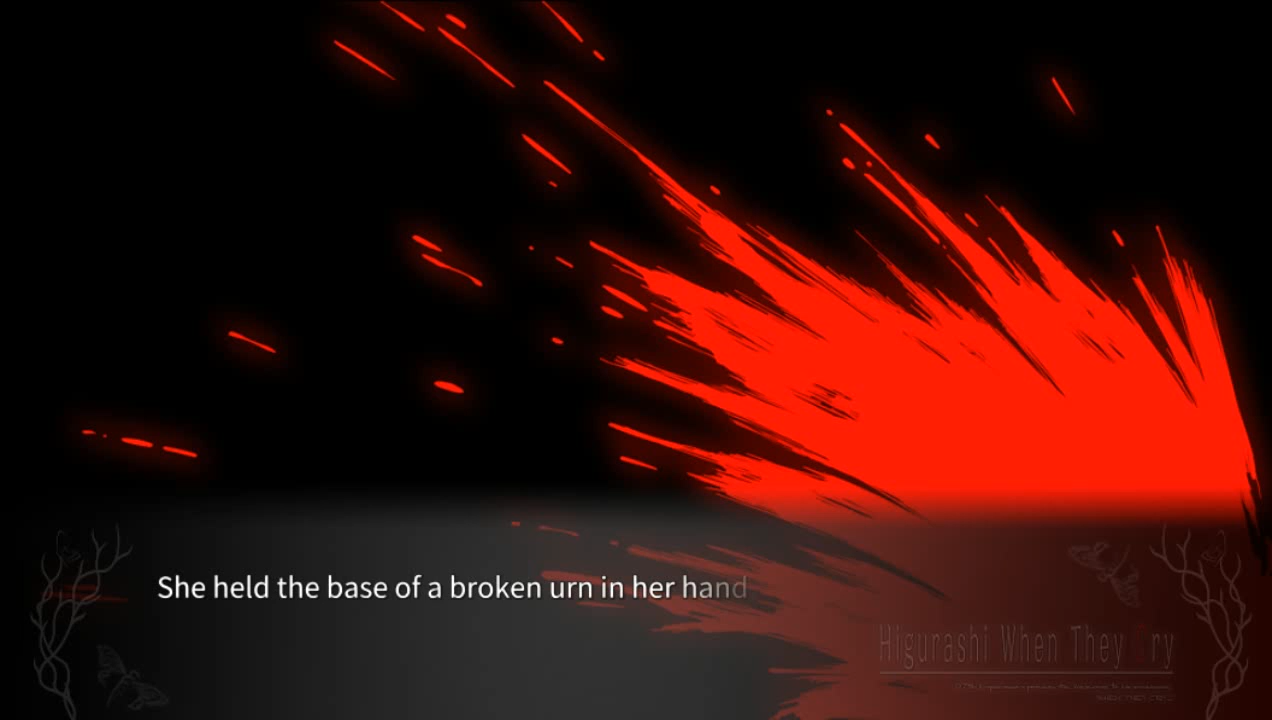 She held the base of a broken urn in her hand
Higurashi When They Cry